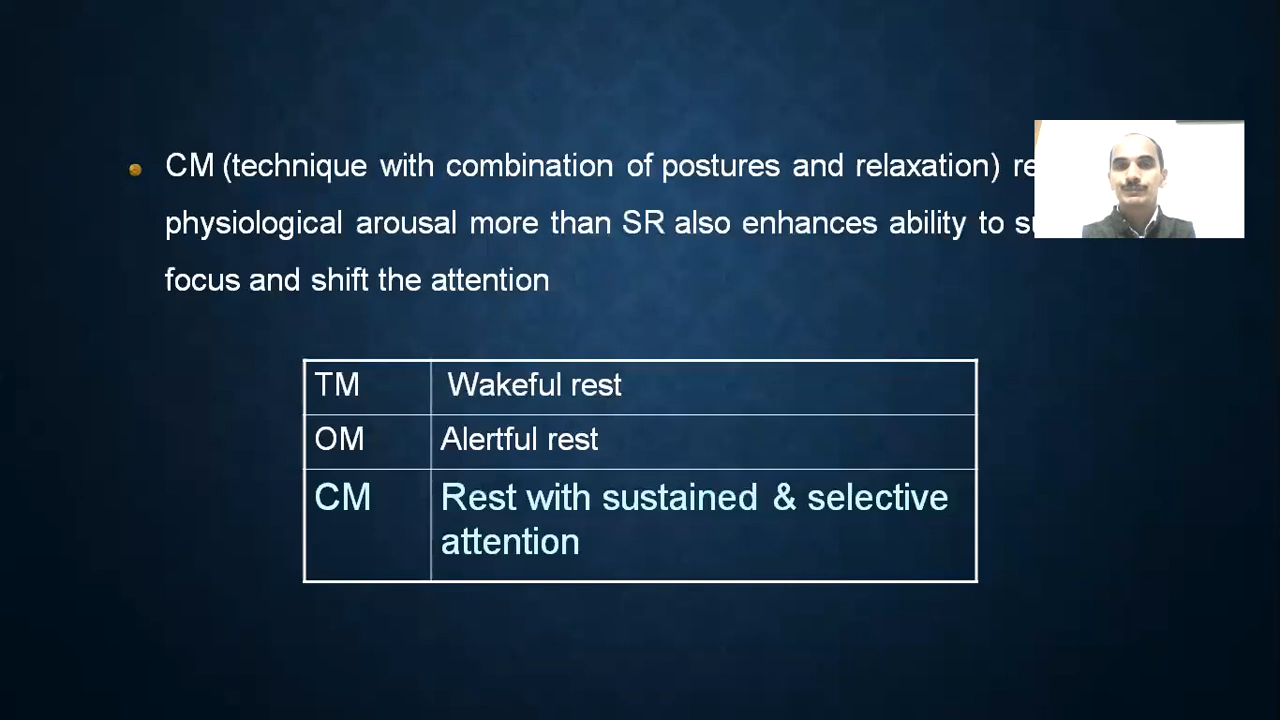 CM (technique with combination of postures and relaxation)
physiological arousal more than SR also enhances ability to
focus and shift the attention
TM Wakeful rest
OM Alertful rest
CM Rest with sustained & selective
attention